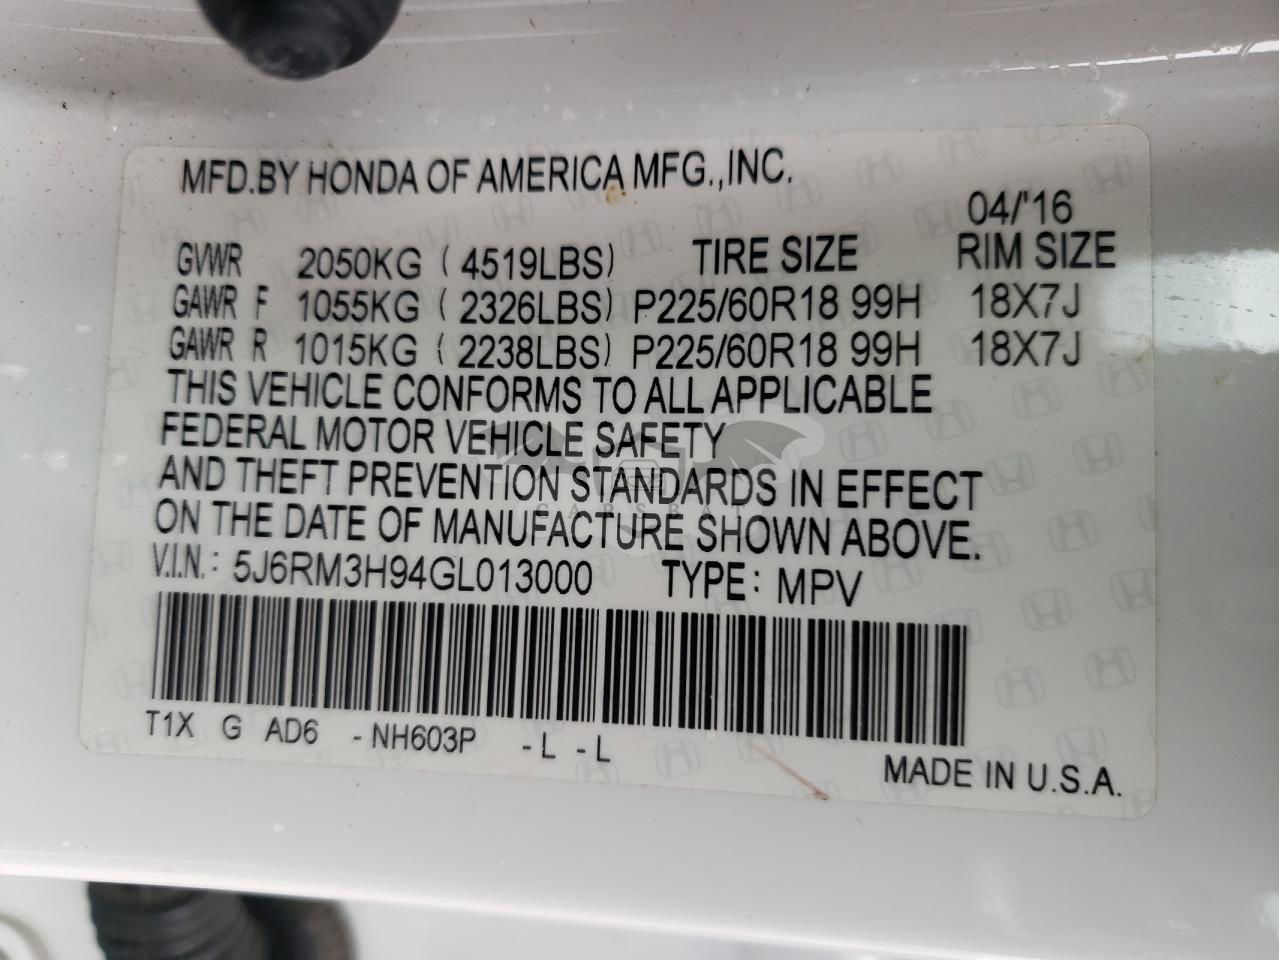 MFD.BY HONDA OF AMERICA MFG.,INC.
04/'16
GVWR 2050KG ( 4519LBS) TIRE SIZE RIM SIZE
GAWR F 1055KG ( 2326LBS) P225/60R18 99H 18X7J
GAWR R 1015KG ( 2238LBS) P225/60R18 99H 18X7J
THIS VEHICLE CONFORMS TO ALL APPLICABLE
FEDERAL MOTOR VEHICLE SAFETY
AND THEFT PREVENTION STANDARDS IN EFFECT
ON THE DATE OF MANUFACTURE SHOWN ABOVE.
V.I.N.: 5J6RM3H94GL013000 TYPE: MPV
T1X G AD6 -NH603P -L -L
MADE IN U.S.A.